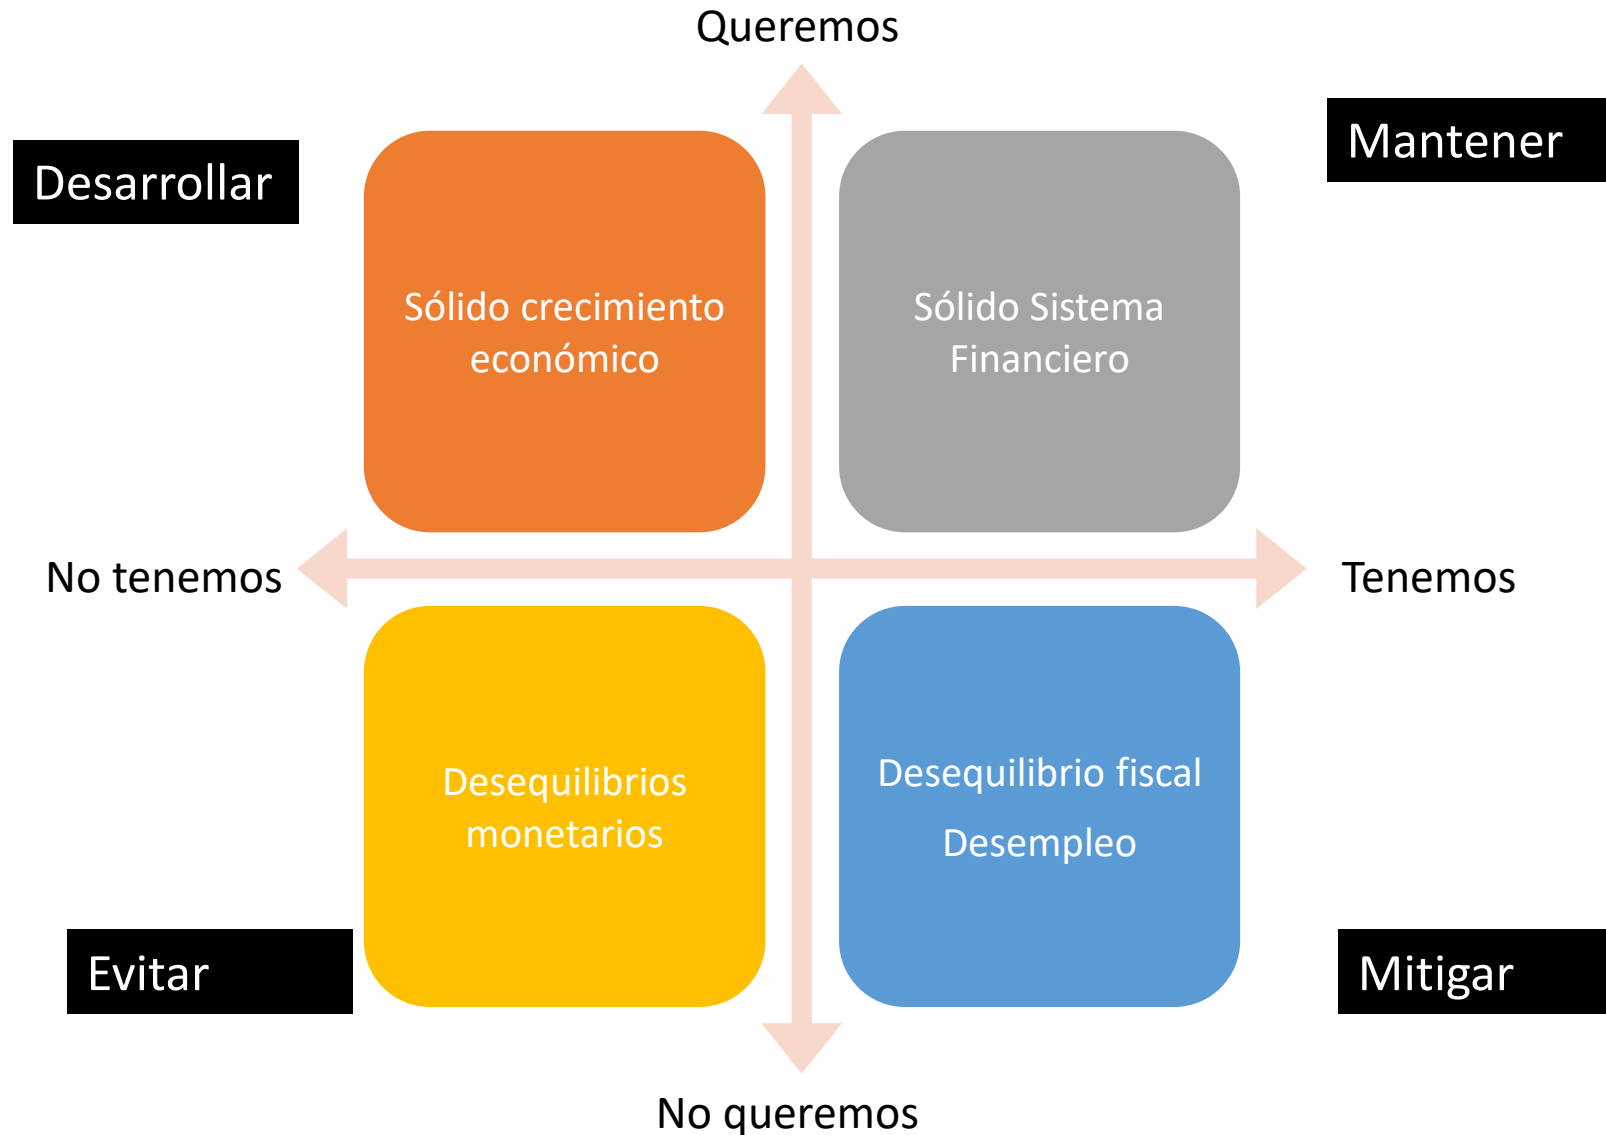 Queremos
Mantener
Desarrollar
Sólido crecimiento
económico
Sólido Sistema
Financiero
No tenemos
Tenemos
Desequilibrios
monetarios
Desequilibrio fiscal
Desempleo
Evitar
Mitigar
No queremos